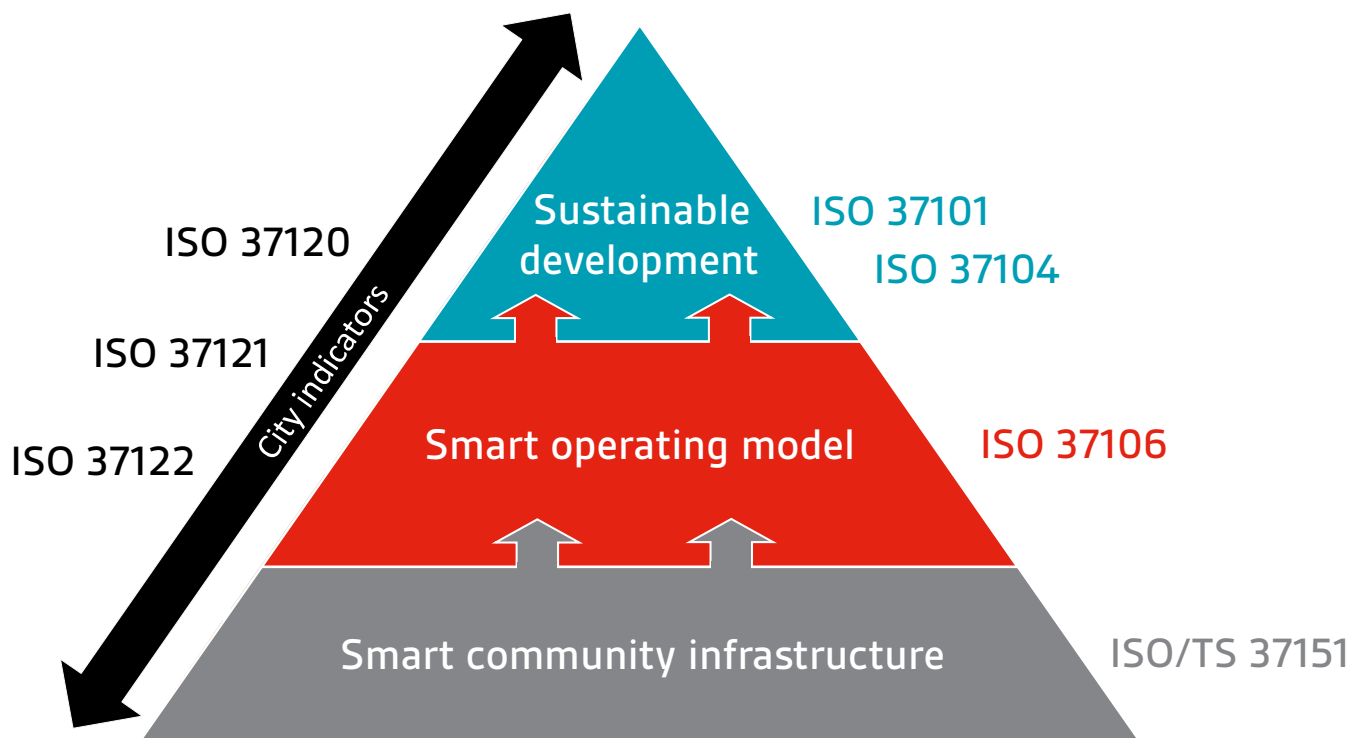 Sustainable
development
ISO 37101
ISO 37104
ISO 37120
ISO 37121
ISO 37122
City indicators
Smart operating model
ISO 37106
Smart community infrastructure
ISO/TS 37151